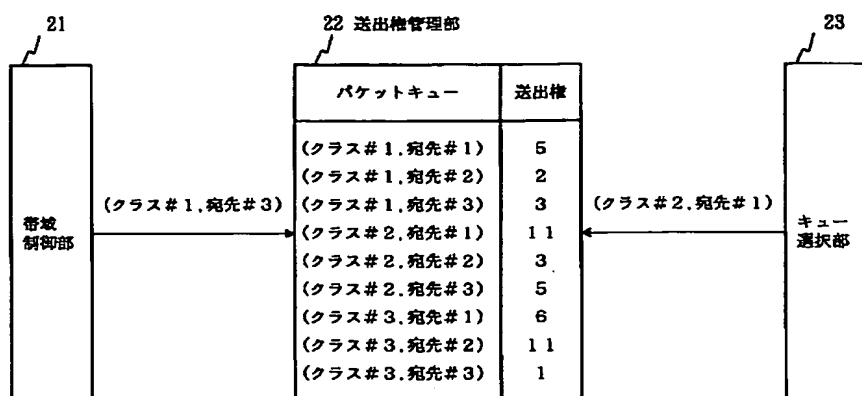 21
22 送出権管理部
23
パケットキュー 送出権
(クラス#1,宛先#1) 5
(クラス#1,宛先#2) 2
(クラス#1,宛先#3) 3
(クラス#2,宛先#1) 11
(クラス#2,宛先#2) 3
(クラス#2,宛先#3) 5
(クラス#3,宛先#1) 6
(クラス#3,宛先#2) 11
(クラス#3,宛先#3) 1
帯域
制御部
(クラス#1,宛先#3)
(クラス#2,宛先#1)
キュー
選択部